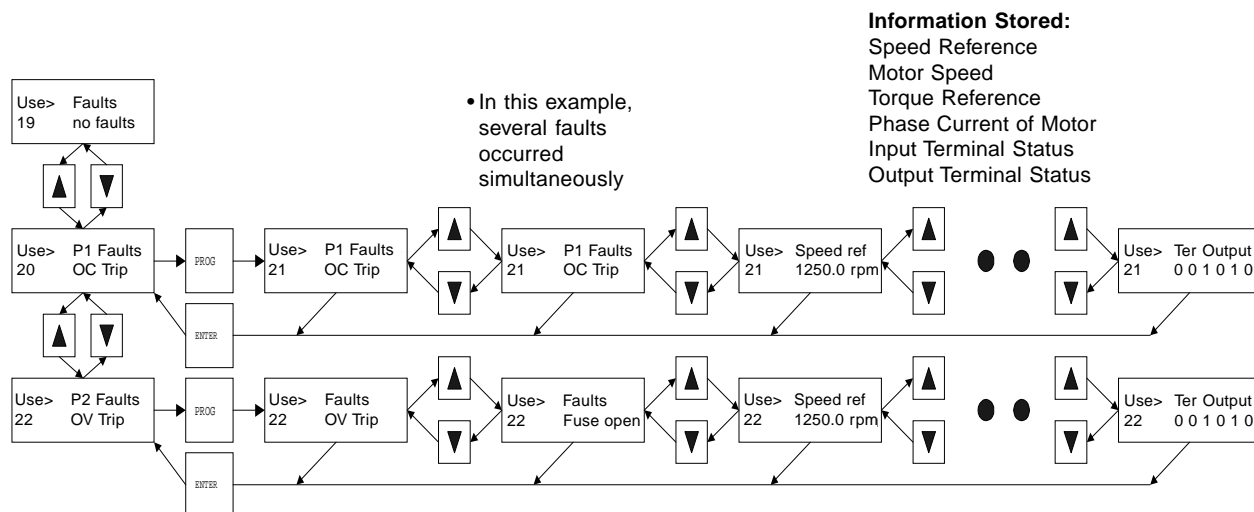 Information Stored:
Speed Reference
Motor Speed
Torque Reference
Phase Current of Motor
Input Terminal Status
Output Terminal Status
• In this example,
several faults
occurred
simultaneously
Use> Faults
19 no faults
Use> P1 Faults
20 OC Trip
PROG
Use> P1 Faults
21 OC Trip
Use> P1 Faults
21 OC Trip
Use> Speed ref
21 1250.0 rpm
Use> Ter Output
21 0 0 1 0 1 0
ENTER
Use> P2 Faults
22 OV Trip
PROG
Use> Faults
22 OV Trip
Use> Faults
22 Fuse open
Use> Speed ref
22 1250.0 rpm
Use> Ter Output
22 0 0 1 0 1 0
ENTER